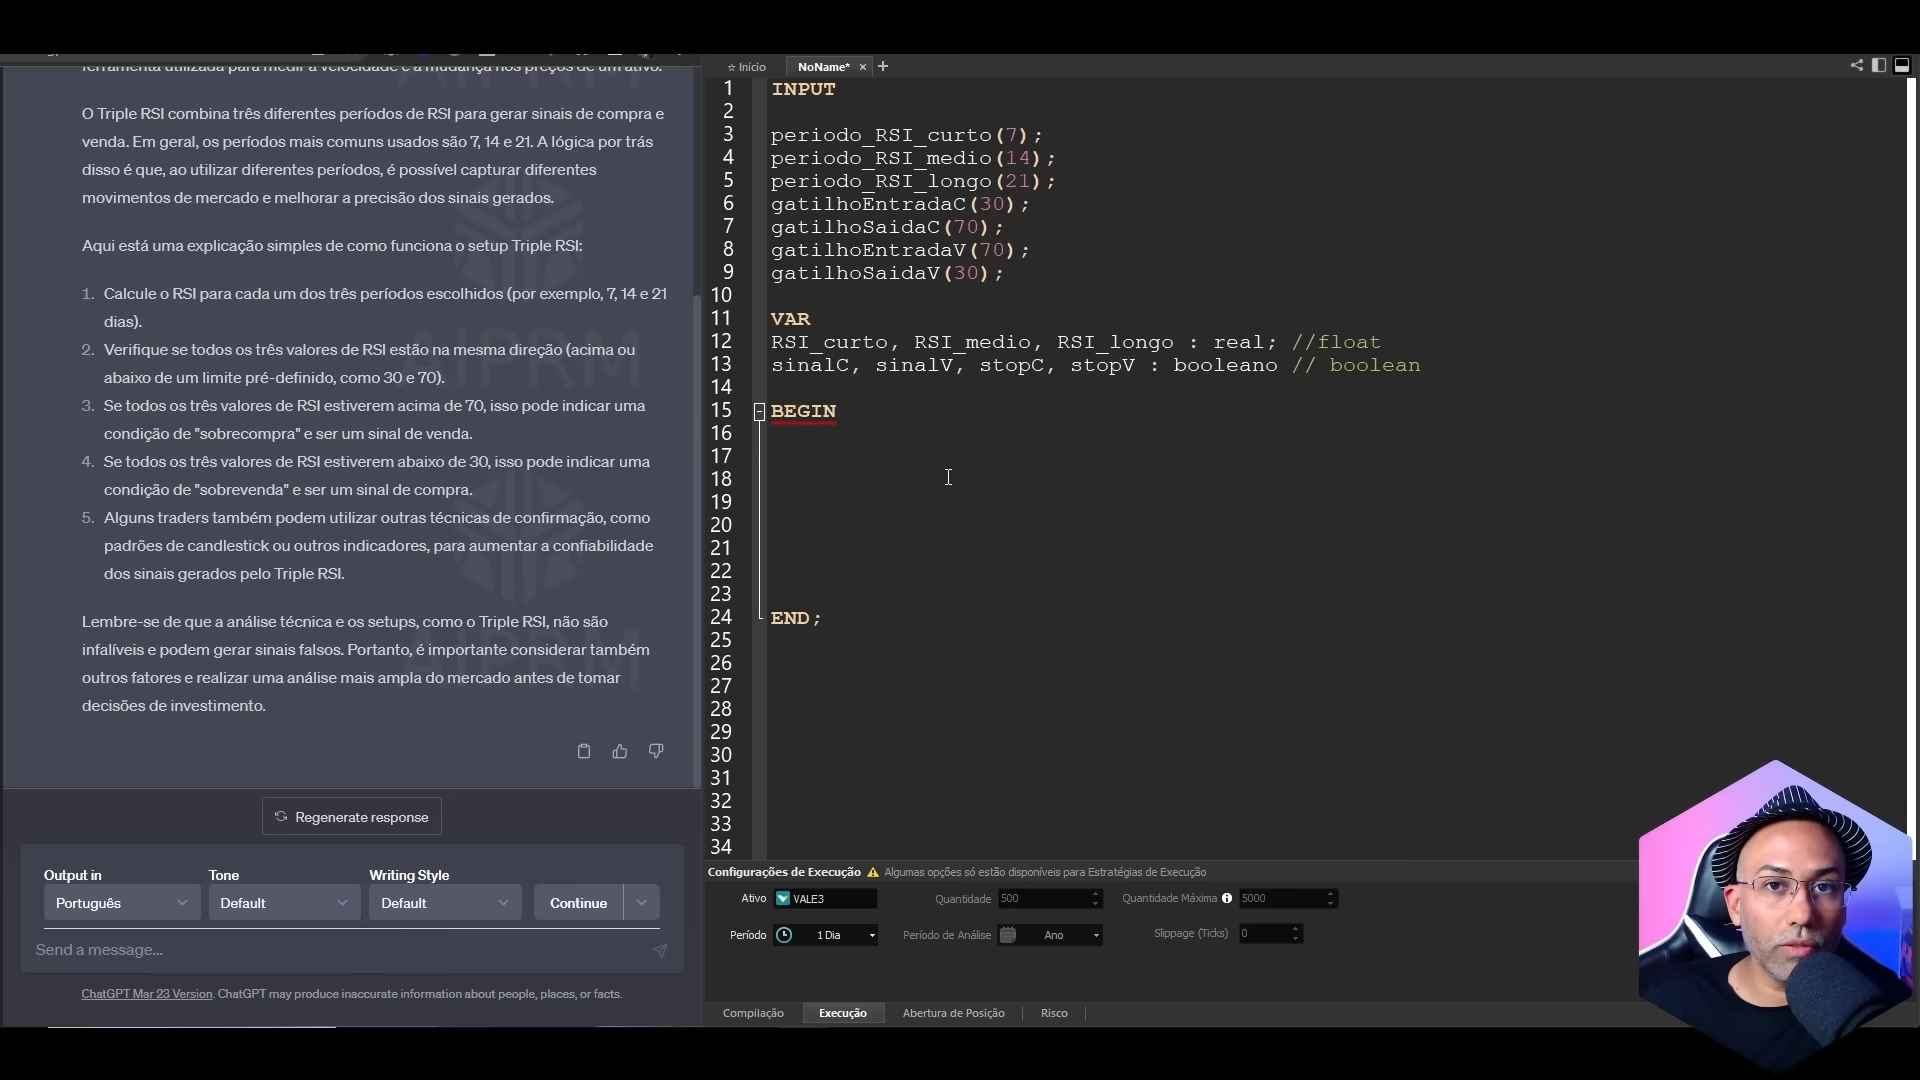 ferramenta utilizada para medir a velocidade e a mudança nos preços de um ativo.
O Triple RSI combina três diferentes períodos de RSI para gerar sinais de compra e
venda. Em geral, os períodos mais comuns usados são 7, 14 e 21. A lógica por trás
disso é que, ao utilizar diferentes períodos, é possível capturar diferentes
movimentos de mercado e melhorar a precisão dos sinais gerados.
Aqui está uma explicação simples de como funciona o setup Triple RSI:
1. Calcule o RSI para cada um dos três períodos escolhidos (por exemplo, 7, 14 e 21
dias).
2. Verifique se todos os três valores de RSI estão na mesma direção (acima ou
abaixo de um limite pré-definido, como 30 e 70).
3. Se todos os três valores de RSI estiverem acima de 70, isso pode indicar uma
condição de "sobrecompra" e ser um sinal de venda.
4. Se todos os três valores de RSI estiverem abaixo de 30, isso pode indicar uma
condição de "sobrevenda" e ser um sinal de compra.
5. Alguns traders também podem utilizar outras técnicas de confirmação, como
padrões de candlestick ou outros indicadores, para aumentar a confiabilidade
dos sinais gerados pelo Triple RSI.
Lembre-se de que a análise técnica e os setups, como o Triple RSI, não são
infalíveis e podem gerar sinais falsos. Portanto, é importante considerar também
outros fatores e realizar uma análise mais ampla do mercado antes de tomar
decisões de investimento.
AIPRM
AIPRM
AIPRM
Regenerate response
Output in Tone Writing Style
Português Default Default Continue
Send a message...
ChatGPT Mar 23 Version. ChatGPT may produce inaccurate information about people, places, or facts.
☆ Início NoName* × +
1 INPUT
2
3 periodo_RSI_curto(7);
4 periodo_RSI_medio(14);
5 periodo_RSI_longo(21);
6 gatilhoEntradaC(30);
7 gatilhoSaidaC(70);
8 gatilhoEntradaV(70);
9 gatilhoSaidaV(30);
10
11 VAR
12 RSI_curto, RSI_medio, RSI_longo : real; //float
13 sinalC, sinalV, stopC, stopV : booleano // boolean
14
15 BEGIN
16
17
18
19
20
21
22
23
24 END;
25
26
27
28
29
30
31
32
33
34
Configurações de Execução Algumas opções só estão disponíveis para Estratégias de Execução
Ativo VALE3 Quantidade 500 Quantidade Máxima 5000
Período 1 Dia Período de Análise Ano Slippage (Ticks) 0
Compilação Execução Abertura de Posição Risco